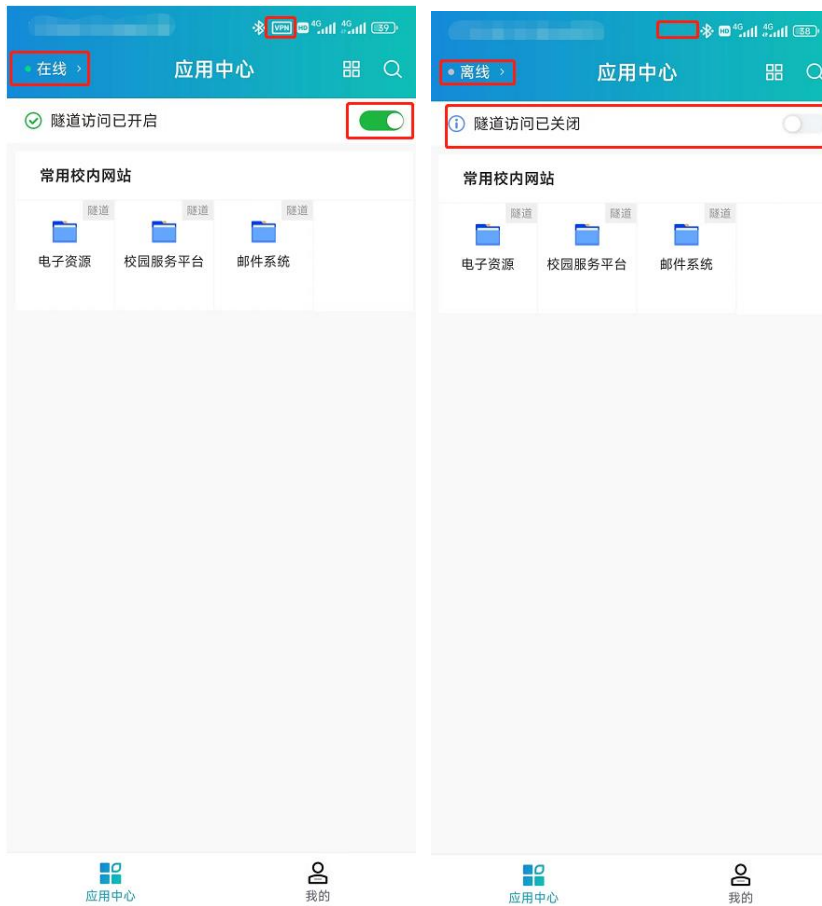 VPN HD 4G 4G 39
在线 > 应用中心
隧道访问已开启
常用校内网站
隧道 隧道 隧道
电子资源 校园服务平台 邮件系统
应用中心 我的
HD 4G 4G 38
离线 > 应用中心
隧道访问已关闭
常用校内网站
隧道 隧道 隧道
电子资源 校园服务平台 邮件系统
应用中心 我的